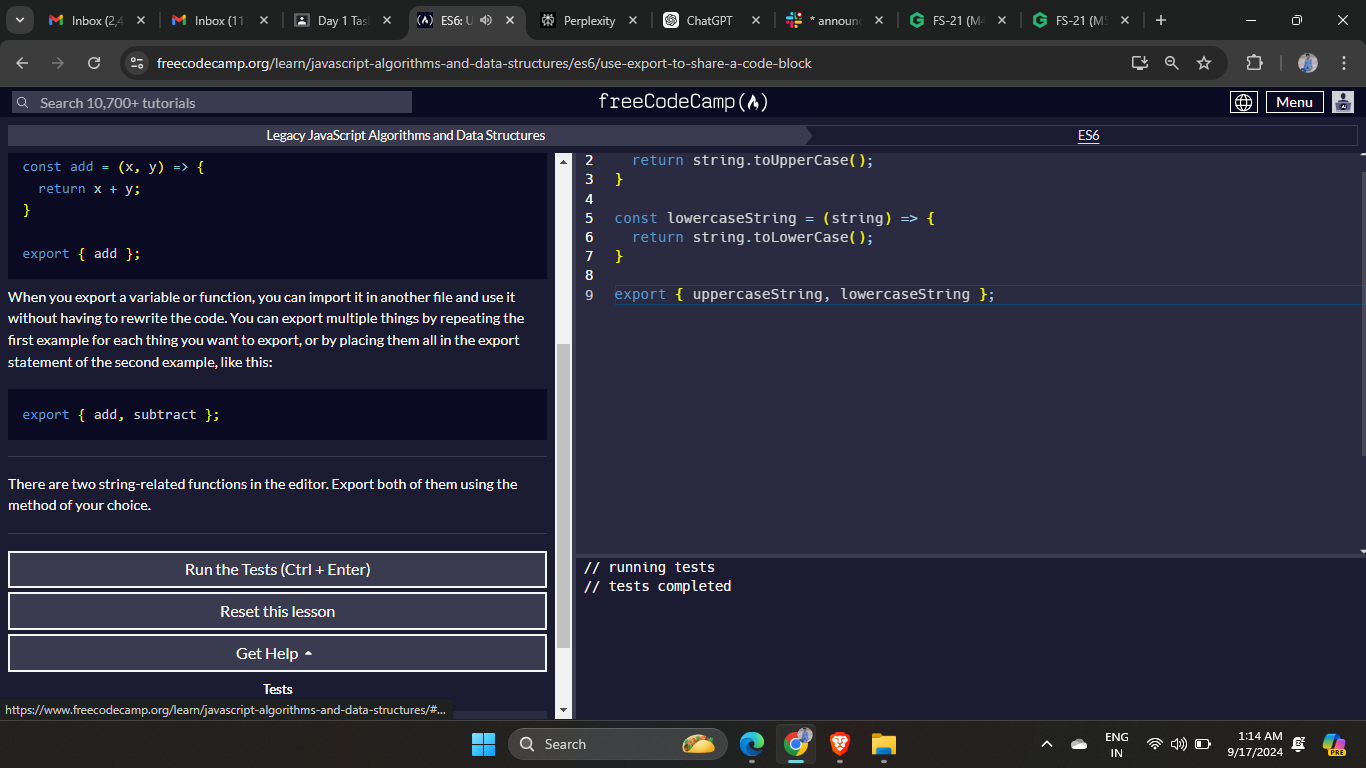 Inbox (2,4
Inbox (11
Day 1 Tas
ES6: U
Perplexity
ChatGPT
* announc
FS-21 (M4
FS-21 (M5
freecodecamp.org/learn/javascript-algorithms-and-data-structures/es6/use-export-to-share-a-code-block
Search 10,700+ tutorials
freeCodeCamp
Menu
Legacy JavaScript Algorithms and Data Structures
ES6
const add = (x, y) => {
return x + y;
}
export { add };
When you export a variable or function, you can import it in another file and use it
without having to rewrite the code. You can export multiple things by repeating the
first example for each thing you want to export, or by placing them all in the export
statement of the second example, like this:
export { add, subtract };
There are two string-related functions in the editor. Export both of them using the
method of your choice.
Run the Tests (Ctrl + Enter)
Reset this lesson
Get Help
Tests
https://www.freecodecamp.org/learn/javascript-algorithms-and-data-structures/#...
2 return string.toUpperCase();
3 }
4
5 const lowercaseString = (string) => {
6 return string.toLowerCase();
7 }
8
9 export { uppercaseString, lowercaseString };
// running tests
// tests completed
Search
ENG
IN
1:14 AM
9/17/2024
PRE